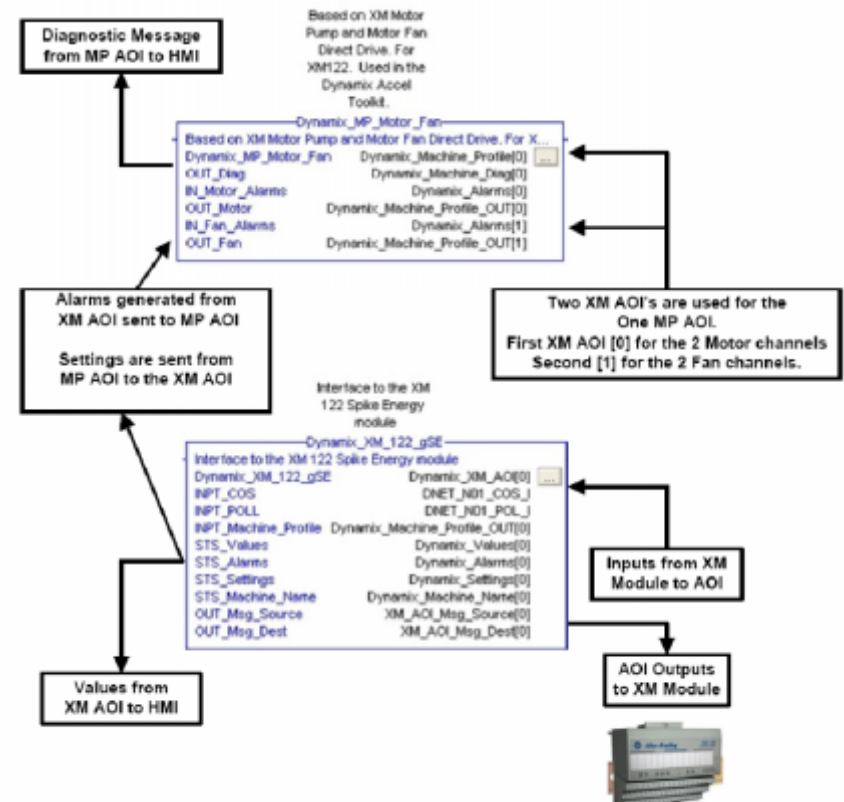 Diagnostic Message
from MP AOI to HMI
Based on XM Motor
Pump and Motor Fan
Direct Drive. For
XM122. Used in the
Dynamix Accel
Toolkit.
Dynamix_MP_Motor_Fan
Based on XM Motor Pump and Motor Fan Direct Drive. For X...
Dynamix_MP_Motor_Fan Dynamix_Machine_Profile[0] ...
OUT_Diag Dynamix_Machine_Diag[0]
IN_Motor_Alarms Dynamix_Alarms[0]
OUT_Motor Dynamix_Machine_Profile_OUT[0]
IN_Fan_Alarms Dynamix_Alarms[1]
OUT_Fan Dynamix_Machine_Profile_OUT[1]
Alarms generated from
XM AOI sent to MP AOI
Settings are sent from
MP AOI to the XM AOI
Two XM AOI's are used for the
One MP AOI.
First XM AOI [0] for the 2 Motor channels
Second [1] for the 2 Fan channels.
Interface to the XM
122 Spike Energy
module
Dynamix_XM_122_gSE
Interface to the XM 122 Spike Energy module
Dynamix_XM_122_gSE Dynamix_XM_AOI[0] ...
INPT_COS DNET_N01_COS_I
INPT_POLL DNET_N01_POL_I
INPT_Machine_Profile Dynamix_Machine_Profile_OUT[0]
STS_Values Dynamix_Values[0]
STS_Alarms Dynamix_Alarms[0]
STS_Settings Dynamix_Settings[0]
STS_Machine_Name Dynamix_Machine_Name[0]
OUT_Msg_Source XM_AOI_Msg_Source[0]
OUT_Msg_Dest XM_AOI_Msg_Dest[0]
Inputs from XM
Module to AOI
Values from
XM AOI to HMI
AOI Outputs
to XM Module
Allen-Bradley